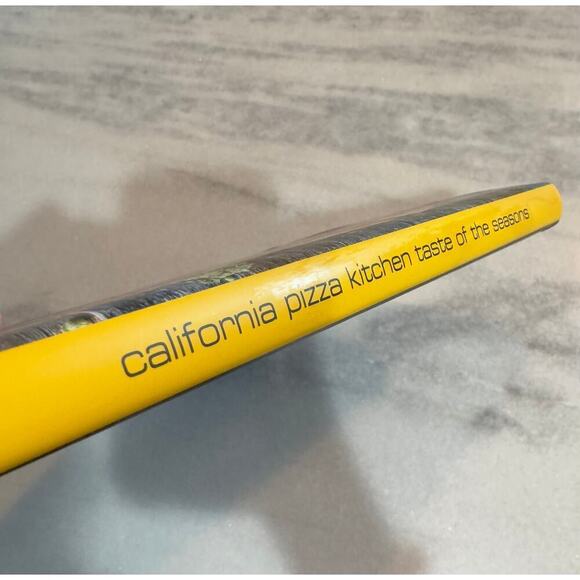 california pizza kitchen taste of the seasons